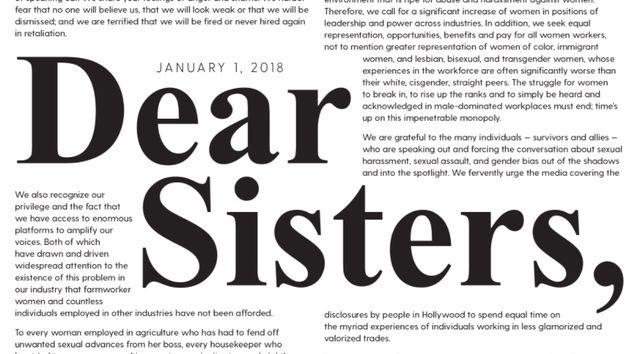 fear that no one will believe us, that we will look weak or that we will be
dismissed; and we are terrified that we will be fired or never hired again
in retaliation.
JANUARY 1, 2018
Dear
Sisters,
We also recognize our
privilege and the fact that
we have access to enormous
platforms to amplify our
voices. Both of which
have drawn and driven
widespread attention to the
existence of this problem in
our industry that farmworker
women and countless
individuals employed in other industries have not been afforded.
To every woman employed in agriculture who has had to fend off
unwanted sexual advances from her boss, every housekeeper who
Therefore, we call for a significant increase of women in positions of
leadership and power across industries. In addition, we seek equal
representation, opportunities, benefits and pay for all women workers,
not to mention greater representation of women of color, immigrant
women, and lesbian, bisexual, and transgender women, whose
experiences in the workforce are often significantly worse than
their white, cisgender, straight peers. The struggle for women
to break in, to rise up the ranks and to simply be heard and
acknowledged in male-dominated workplaces must end; time's
up on this impenetrable monopoly.
We are grateful to the many individuals – survivors and allies –
who are speaking out and forcing the conversation about sexual
harassment, sexual assault, and gender bias out of the shadows
and into the spotlight. We fervently urge the media covering the
disclosures by people in Hollywood to spend equal time on
the myriad experiences of individuals working in less glamorized and
valorized trades.